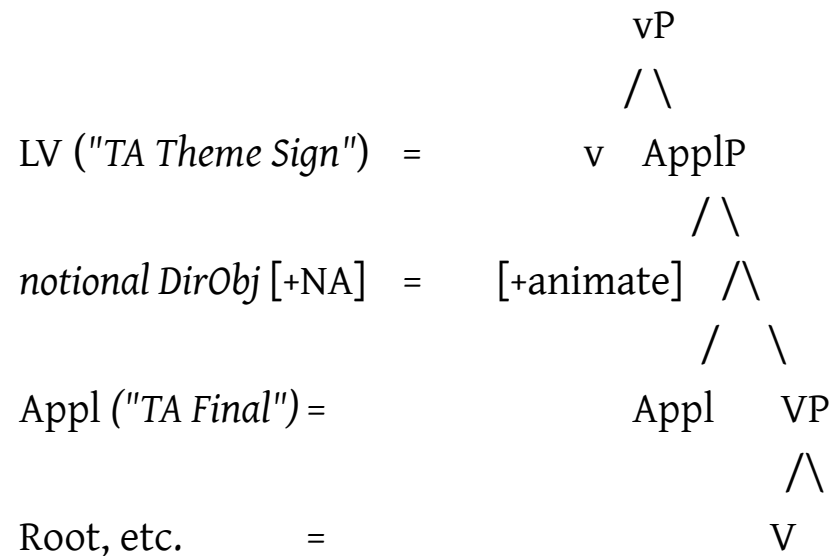 vP
/ \
LV ("TA Theme Sign") = v ApplP
/ \
notional DirObj [+NA] = [+animate] /\
/ \
Appl ("TA Final") = Appl VP
/\
Root, etc. = V